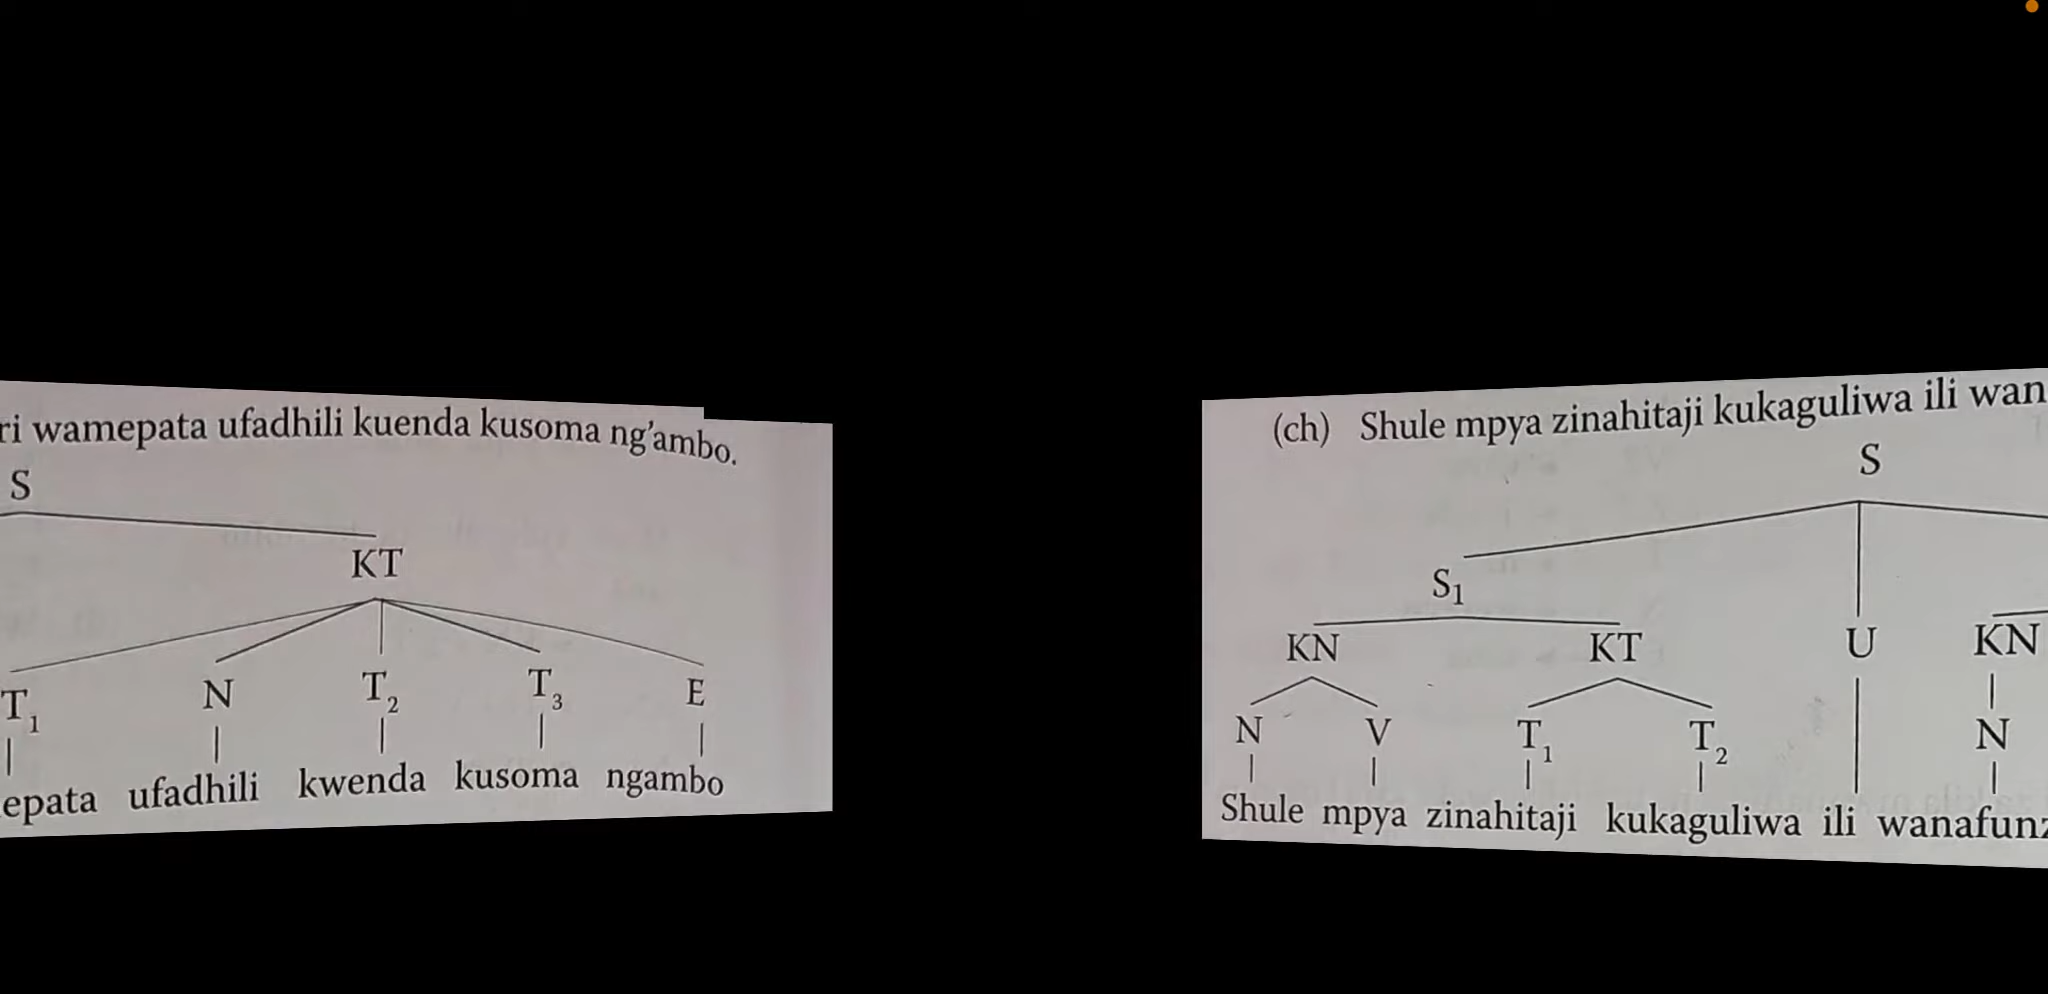 ri wamepata ufadhili kuenda kusoma ng'ambo.
S
KT
T1 N T2 T3 E
epata ufadhili kwenda kusoma ngambo
(ch) Shule mpya zinahitaji kukaguliwa ili wan
S
S1
KN KT U KN
N V T1 T2 N
Shule mpya zinahitaji kukaguliwa ili wanafunz